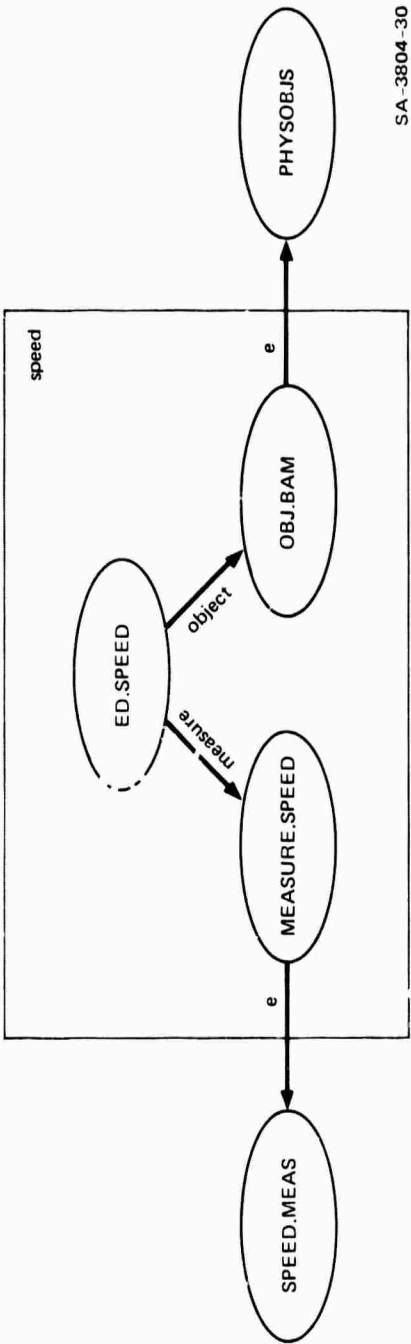 speed
ED.SPEED
measure
object
SPEED.MEAS
e
MEASURE.SPEED
OBJ.BAM
e
PHYSOBJS
SA-3804-30